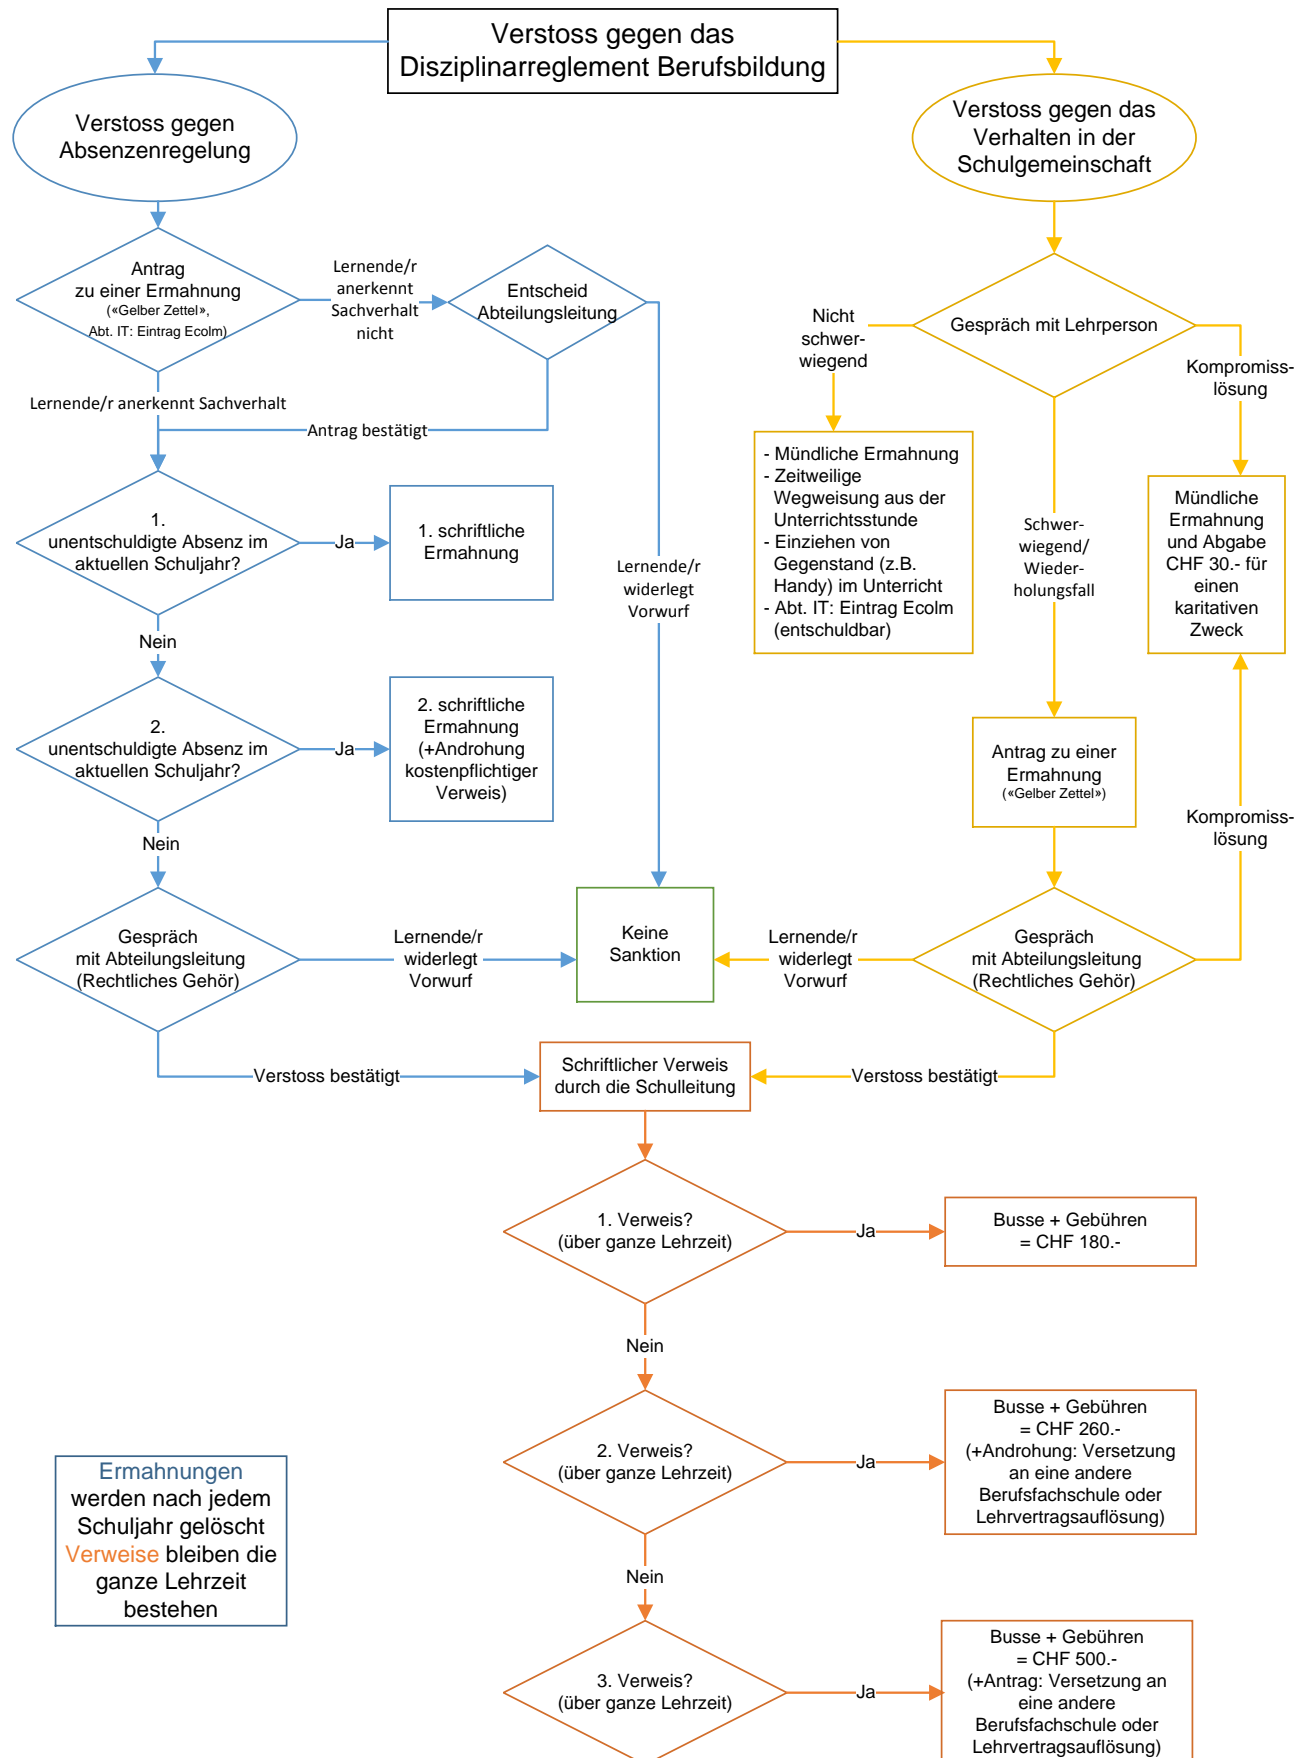 Verstoss gegen das
Disziplinarreglement Berufsbildung
Verstoss gegen
Absenzenregelung
Verstoss gegen das
Verhalten in der
Schulgemeinschaft
Antrag
zu einer Ermahnung
(«Gelber Zettel»,
Abt. IT: Eintrag Ecolm)
Lernende/r
anerkennt
Sachverhalt
nicht
Entscheid
Abteilungsleitung
Nicht
schwer-
wiegend
Gespräch mit Lehrperson
Kompromiss-
lösung
Lernende/r anerkennt Sachverhalt
Antrag bestätigt
- Mündliche Ermahnung
- Zeitweilige
Wegweisung aus der
Unterrichtsstunde
- Einziehen von
Gegenstand (z.B.
Handy) im Unterricht
- Abt. IT: Eintrag Ecolm
(entschuldbar)
Schwer-
wiegend/
Wieder-
holungsfall
Mündliche
Ermahnung
und Abgabe
CHF 30.- für
einen
karitativen
Zweck
1.
unentschuldigte Absenz im
aktuellen Schuljahr?
Ja
1. schriftliche
Ermahnung
Lernende/r
widerlegt
Vorwurf
Nein
2.
unentschuldigte Absenz im
aktuellen Schuljahr?
Ja
2. schriftliche
Ermahnung
(+Androhung
kostenpflichtiger
Verweis)
Antrag zu einer
Ermahnung
(«Gelber Zettel»)
Kompromiss-
lösung
Nein
Gespräch
mit Abteilungsleitung
(Rechtliches Gehör)
Lernende/r
widerlegt
Vorwurf
Keine
Sanktion
Lernende/r
widerlegt
Vorwurf
Gespräch
mit Abteilungsleitung
(Rechtliches Gehör)
Verstoss bestätigt
Schriftlicher Verweis
durch die Schulleitung
Verstoss bestätigt
1. Verweis?
(über ganze Lehrzeit)
Ja
Busse + Gebühren
= CHF 180.-
Nein
2. Verweis?
(über ganze Lehrzeit)
Ja
Busse + Gebühren
= CHF 260.-
(+Androhung: Versetzung
an eine andere
Berufsfachschule oder
Lehrvertragsauflösung)
Ermahnungen
werden nach jedem
Schuljahr gelöscht
Verweise bleiben die
ganze Lehrzeit
bestehen
Nein
3. Verweis?
(über ganze Lehrzeit)
Ja
Busse + Gebühren
= CHF 500.-
(+Antrag: Versetzung an
eine andere
Berufsfachschule oder
Lehrvertragsauflösung)